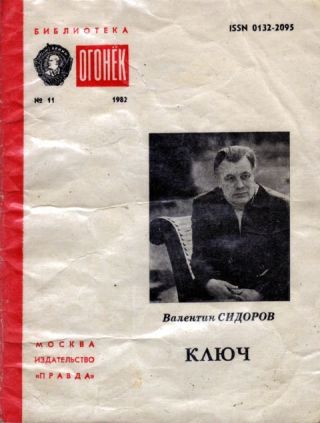 БИБЛИОТЕКА
ISSN 0132-2095
ОГОНЁК
№ 11
1982
Валентин СИДОРОВ
КЛЮЧ
МОСКВА
ИЗДАТЕЛЬСТВО
«ПРАВДА»